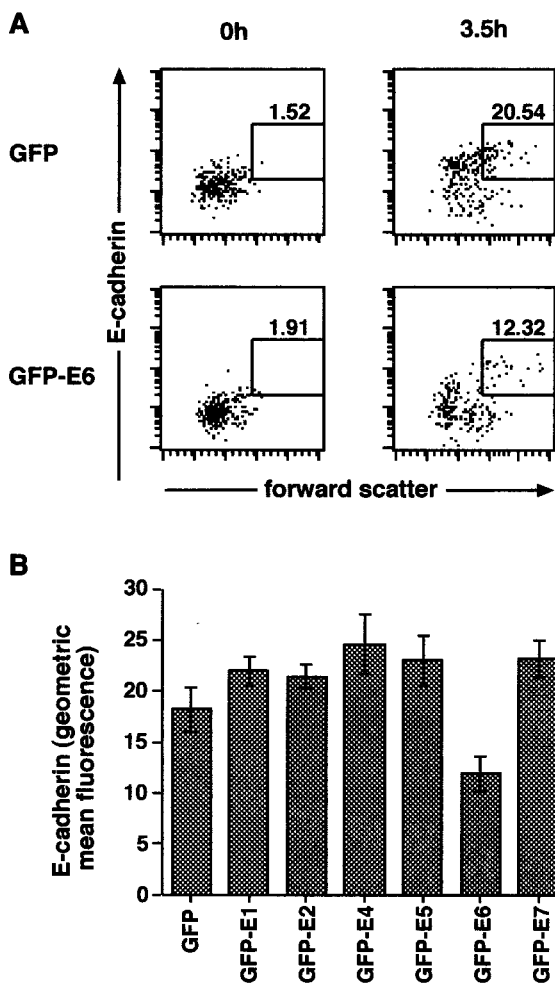 A
0h
3.5h
GFP
1.52
20.54
E-cadherin
GFP-E6
1.91
12.32
forward scatter
B
E-cadherin (geometric
mean fluorescence)
30
25
20
15
10
5
0
GFP
GFP-E1
GFP-E2
GFP-E4
GFP-E5
GFP-E6
GFP-E7